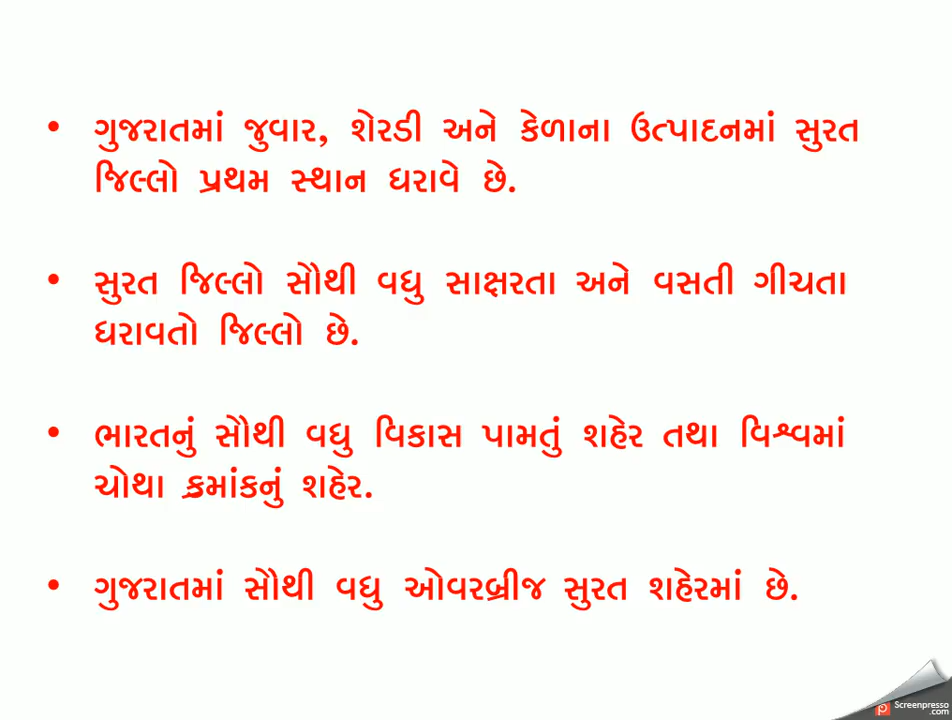 • ગુજરાતમાં જુવાર, શેરડી અને કેળાના ઉત્પાદનમાં સુરત
જિલ્લો પ્રથમ સ્થાન ધરાવે છે.
• સુરત જિલ્લો સૌથી વધુ સાક્ષરતા અને વસતી ગીચતા
ધરાવતો જિલ્લો છે.
• ભારતનું સૌથી વધુ વિકાસ પામતું શહેર તથા વિશ્વમાં
ચોથા ક્રમાંકનું શહેર.
• ગુજરાતમાં સૌથી વધુ ઓવરબ્રીજ સુરત શહેરમાં છે.
Screenpresso
.com